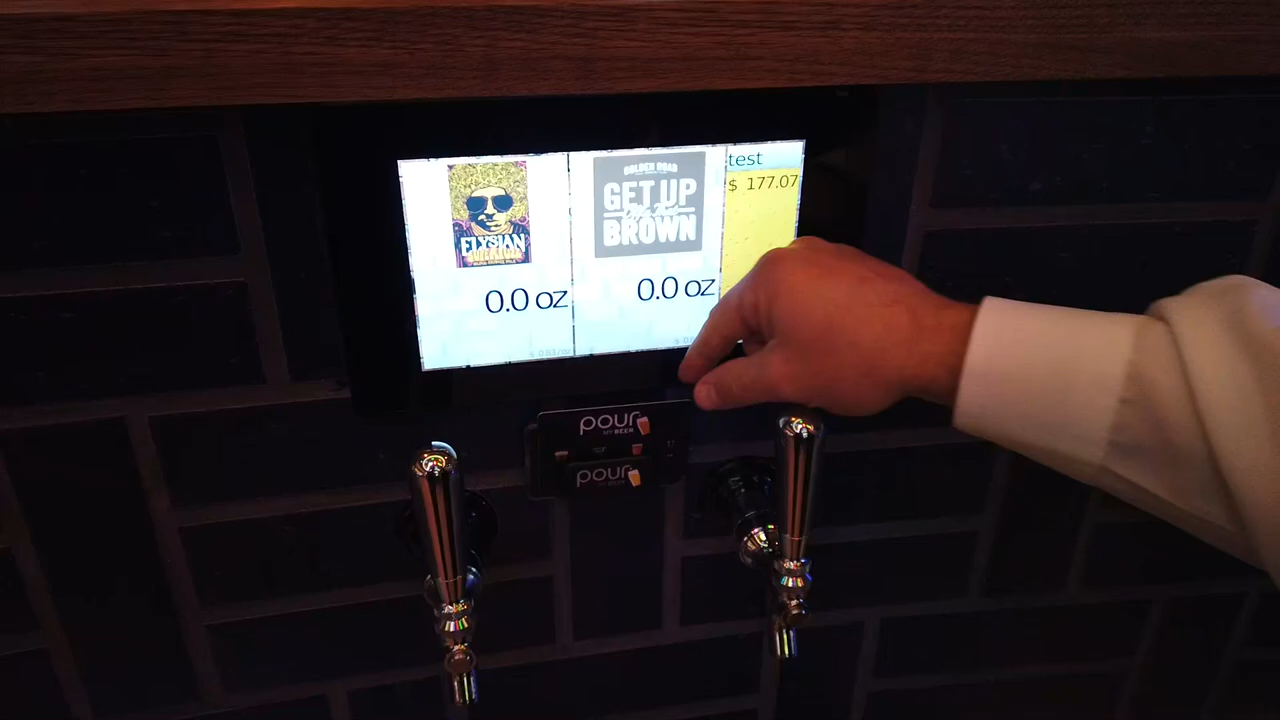 ELYSIAN
SUPERFUZZ
0.0 oz
GOLDEN ROAD
GET UP
BROWN
0.0 oz
test
$ 177.07
pour
MY BEER
pour